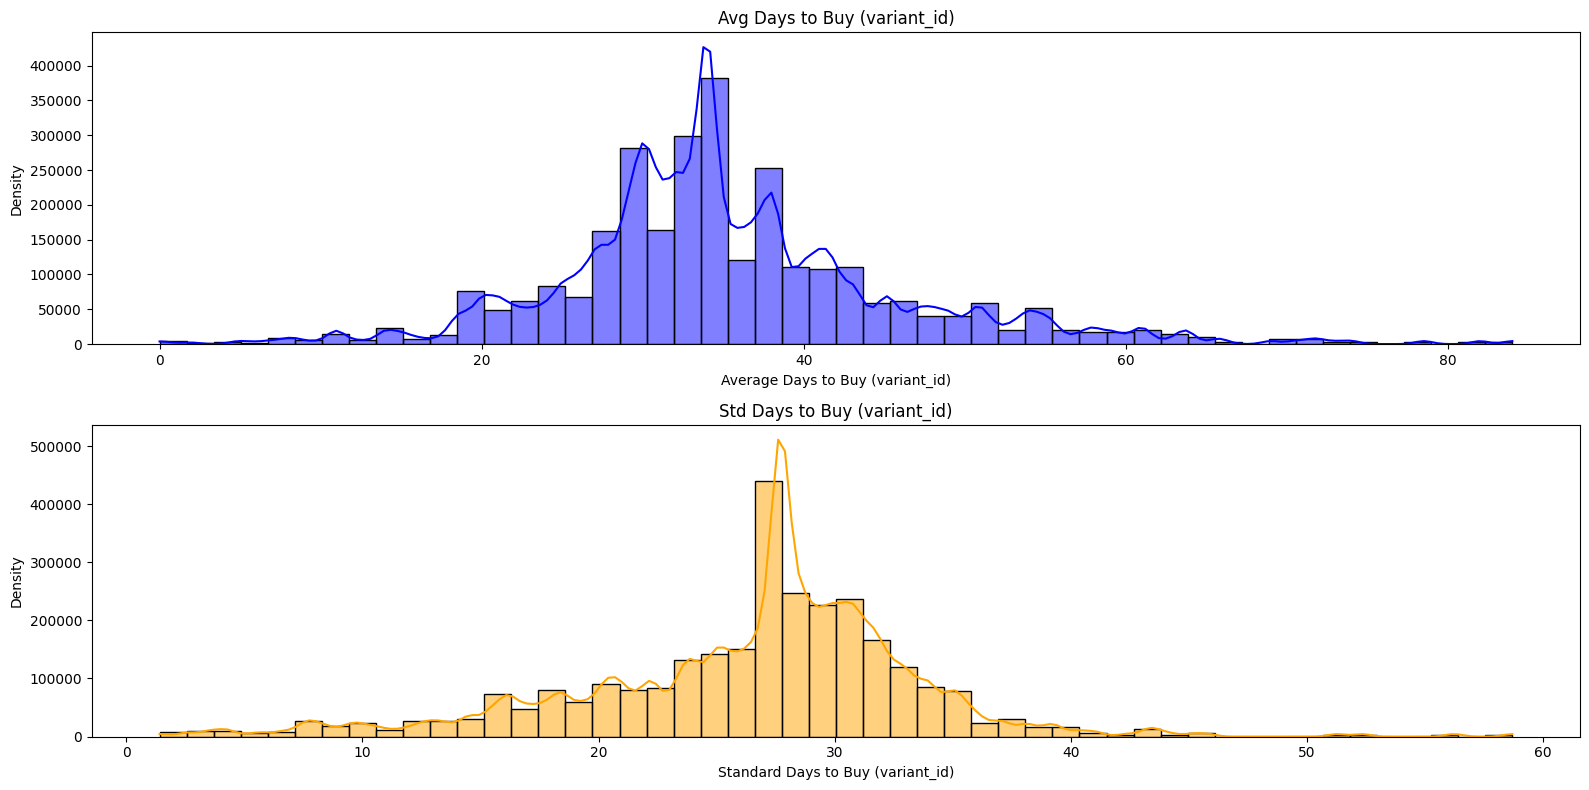 Avg Days to Buy (variant_id)
Density
400000
350000
300000
250000
200000
150000
100000
50000
0
0 20 40 60 80
Average Days to Buy (variant_id)
Std Days to Buy (variant_id)
Density
500000
400000
300000
200000
100000
0
0 10 20 30 40 50 60
Standard Days to Buy (variant_id)